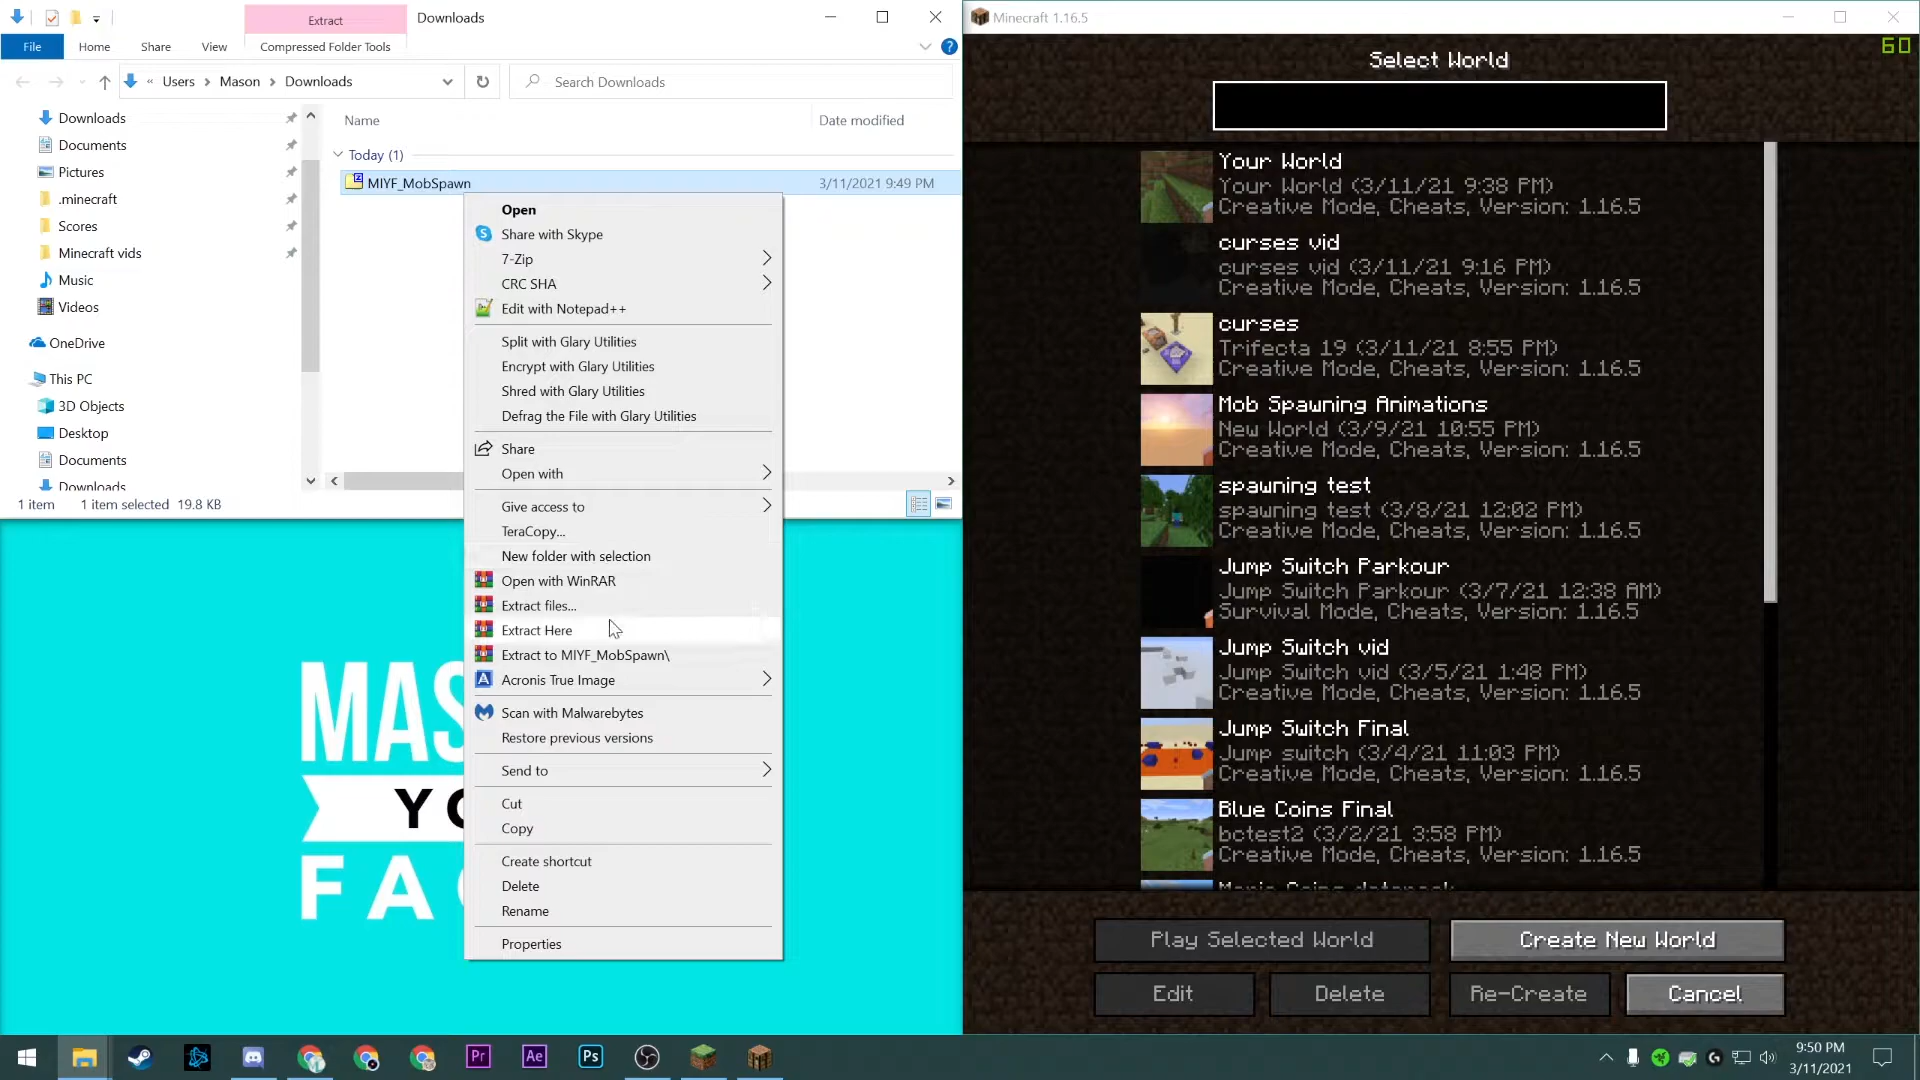 Extract
Downloads
File
Home
Share
View
Compressed Folder Tools
« Users > Mason > Downloads
Search Downloads
Downloads
Documents
Pictures
.minecraft
Scores
Minecraft vids
Music
Videos
OneDrive
This PC
3D Objects
Desktop
Documents
Downloads
Name
Date modified
Today (1)
MIYF_MobSpawn
3/11/2021 9:49 PM
1 item
1 item selected 19.8 KB
Open
Share with Skype
7-Zip
CRC SHA
Edit with Notepad++
Split with Glary Utilities
Encrypt with Glary Utilities
Shred with Glary Utilities
Defrag the File with Glary Utilities
Share
Open with
Give access to
TeraCopy...
New folder with selection
Open with WinRAR
Extract files...
Extract Here
Extract to MIYF_MobSpawn\
Acronis True Image
Scan with Malwarebytes
Restore previous versions
Send to
Cut
Copy
Create shortcut
Delete
Rename
Properties
MAS
YO
FAC
Minecraft 1.16.5
60
Select World
Your World
Your World (3/11/21 9:38 PM)
Creative Mode, Cheats, Version: 1.16.5
curses vid
curses vid (3/11/21 9:16 PM)
Creative Mode, Cheats, Version: 1.16.5
curses
Trifecta 19 (3/11/21 8:55 PM)
Creative Mode, Cheats, Version: 1.16.5
Mob Spawning Animations
New World (3/9/21 10:55 PM)
Creative Mode, Cheats, Version: 1.16.5
spawning test
spawning test (3/8/21 12:02 PM)
Creative Mode, Cheats, Version: 1.16.5
Jump Switch Parkour
Jump Switch Parkour (3/7/21 12:38 AM)
Survival Mode, Cheats, Version: 1.16.5
Jump Switch vid
Jump Switch vid (3/5/21 1:48 PM)
Creative Mode, Cheats, Version: 1.16.5
Jump Switch Final
Jump switch (3/4/21 11:03 PM)
Creative Mode, Cheats, Version: 1.16.5
Blue Coins Final
bctest2 (3/2/21 3:58 PM)
Creative Mode, Cheats, Version: 1.16.5
Play Selected World
Create New World
Edit
Delete
Re-Create
Cancel
Pr
Ae
Ps
9:50 PM
3/11/2021